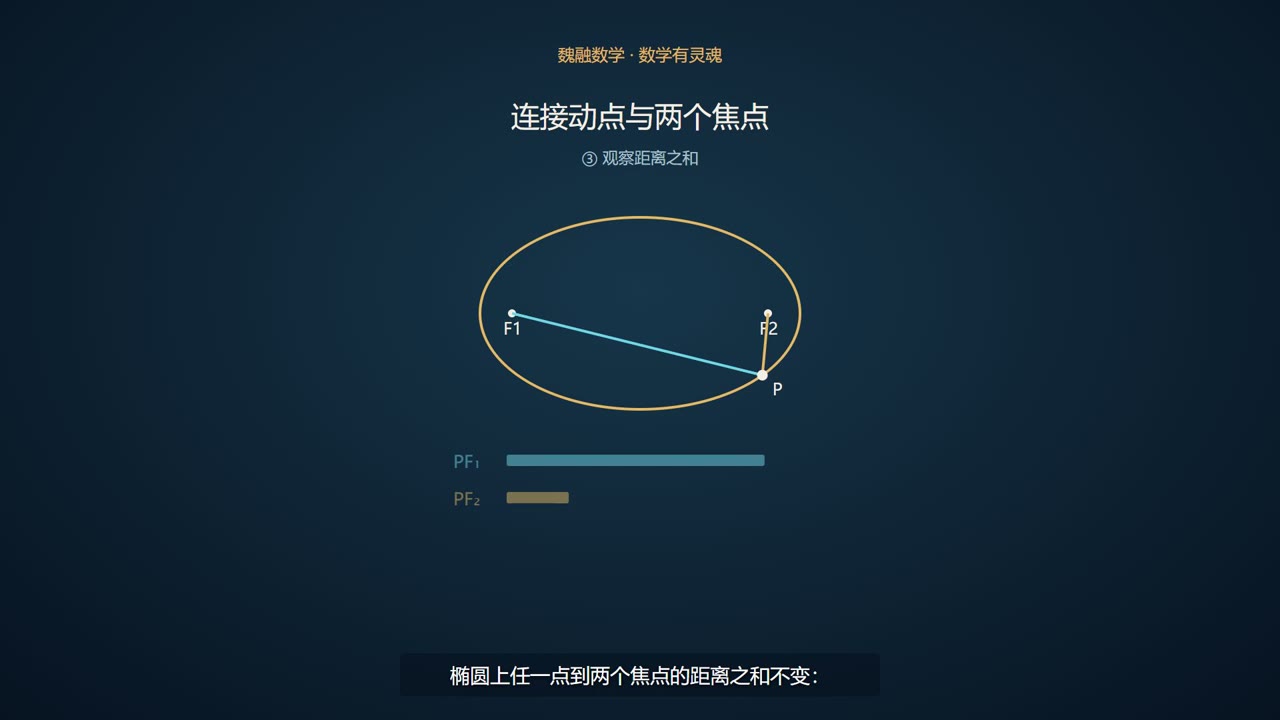 魏融数学 · 数学有灵魂
连接动点与两个焦点
③ 观察距离之和
F1
F2
P
PF₁
PF₂
椭圆上任一点到两个焦点的距离之和不变：